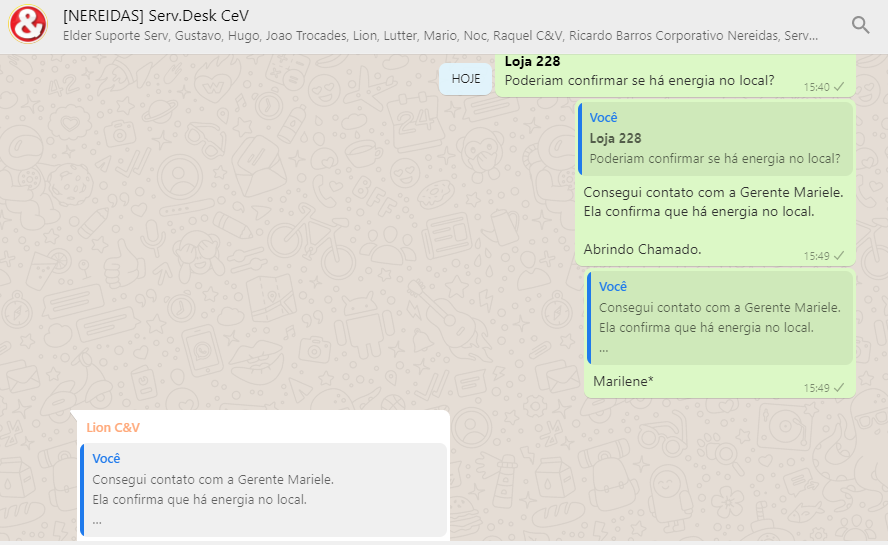 &
[NEREIDAS] Serv.Desk CeV
Elder Suporte Serv, Gustavo, Hugo, Joao Trocades, Lion, Lutter, Mario, Noc, Raquel C&V, Ricardo Barros Corporativo Nereidas, Serv...
HOJE
Loja 228
Poderiam confirmar se há energia no local?
15:40
Você
Loja 228
Poderiam confirmar se há energia no local?
Consegui contato com a Gerente Mariele.
Ela confirma que há energia no local.
Abrindo Chamado.
15:49
Você
Consegui contato com a Gerente Mariele.
Ela confirma que há energia no local.
...
Marilene*
15:49
Lion C&V
Você
Consegui contato com a Gerente Mariele.
Ela confirma que há energia no local.
...